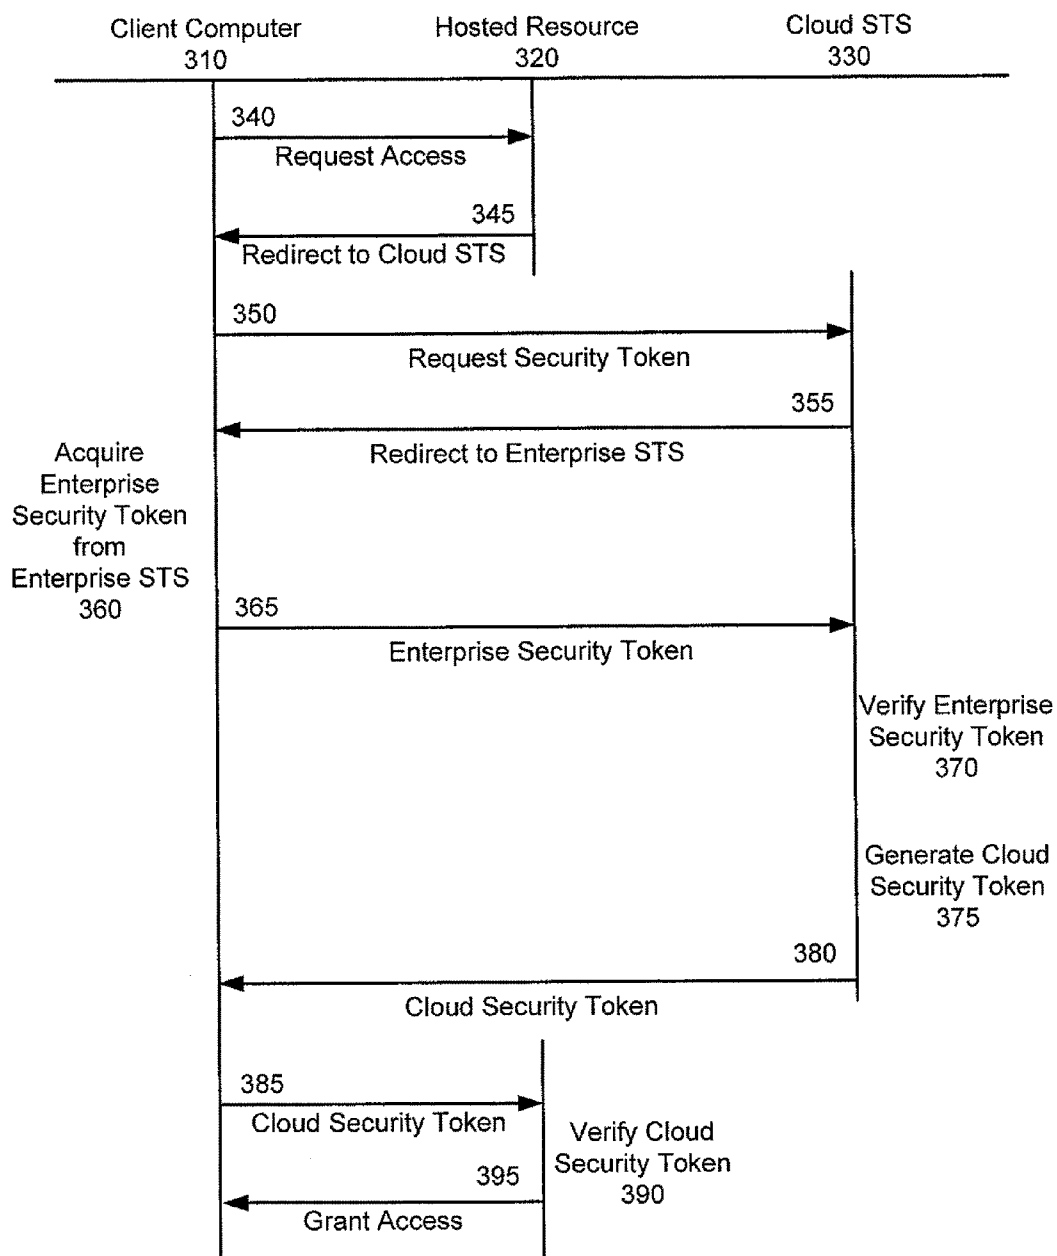 Client Computer
310
Hosted Resource
320
Cloud STS
330
340
Request Access
345
Redirect to Cloud STS
350
Request Security Token
355
Redirect to Enterprise STS
Acquire
Enterprise
Security Token
from
Enterprise STS
360
365
Enterprise Security Token
Verify Enterprise
Security Token
370
Generate Cloud
Security Token
375
380
Cloud Security Token
385
Cloud Security Token
Verify Cloud
Security Token
390
395
Grant Access